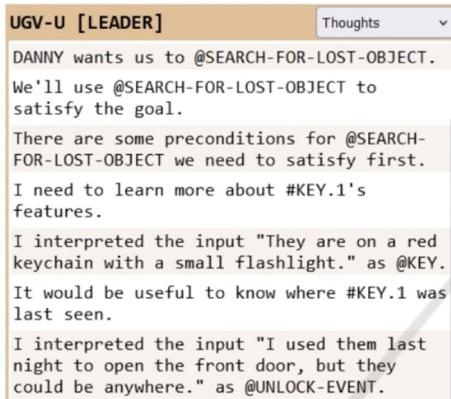 UGV-U [LEADER]
Thoughts
DANNY wants us to @SEARCH-FOR-LOST-OBJECT.
We'll use @SEARCH-FOR-LOST-OBJECT to
satisfy the goal.
There are some preconditions for @SEARCH-
FOR-LOST-OBJECT we need to satisfy first.
I need to learn more about #KEY.1's
features.
I interpreted the input "They are on a red
keychain with a small flashlight." as @KEY.
It would be useful to know where #KEY.1 was
last seen.
I interpreted the input "I used them last
night to open the front door, but they
could be anywhere." as @UNLOCK-EVENT.